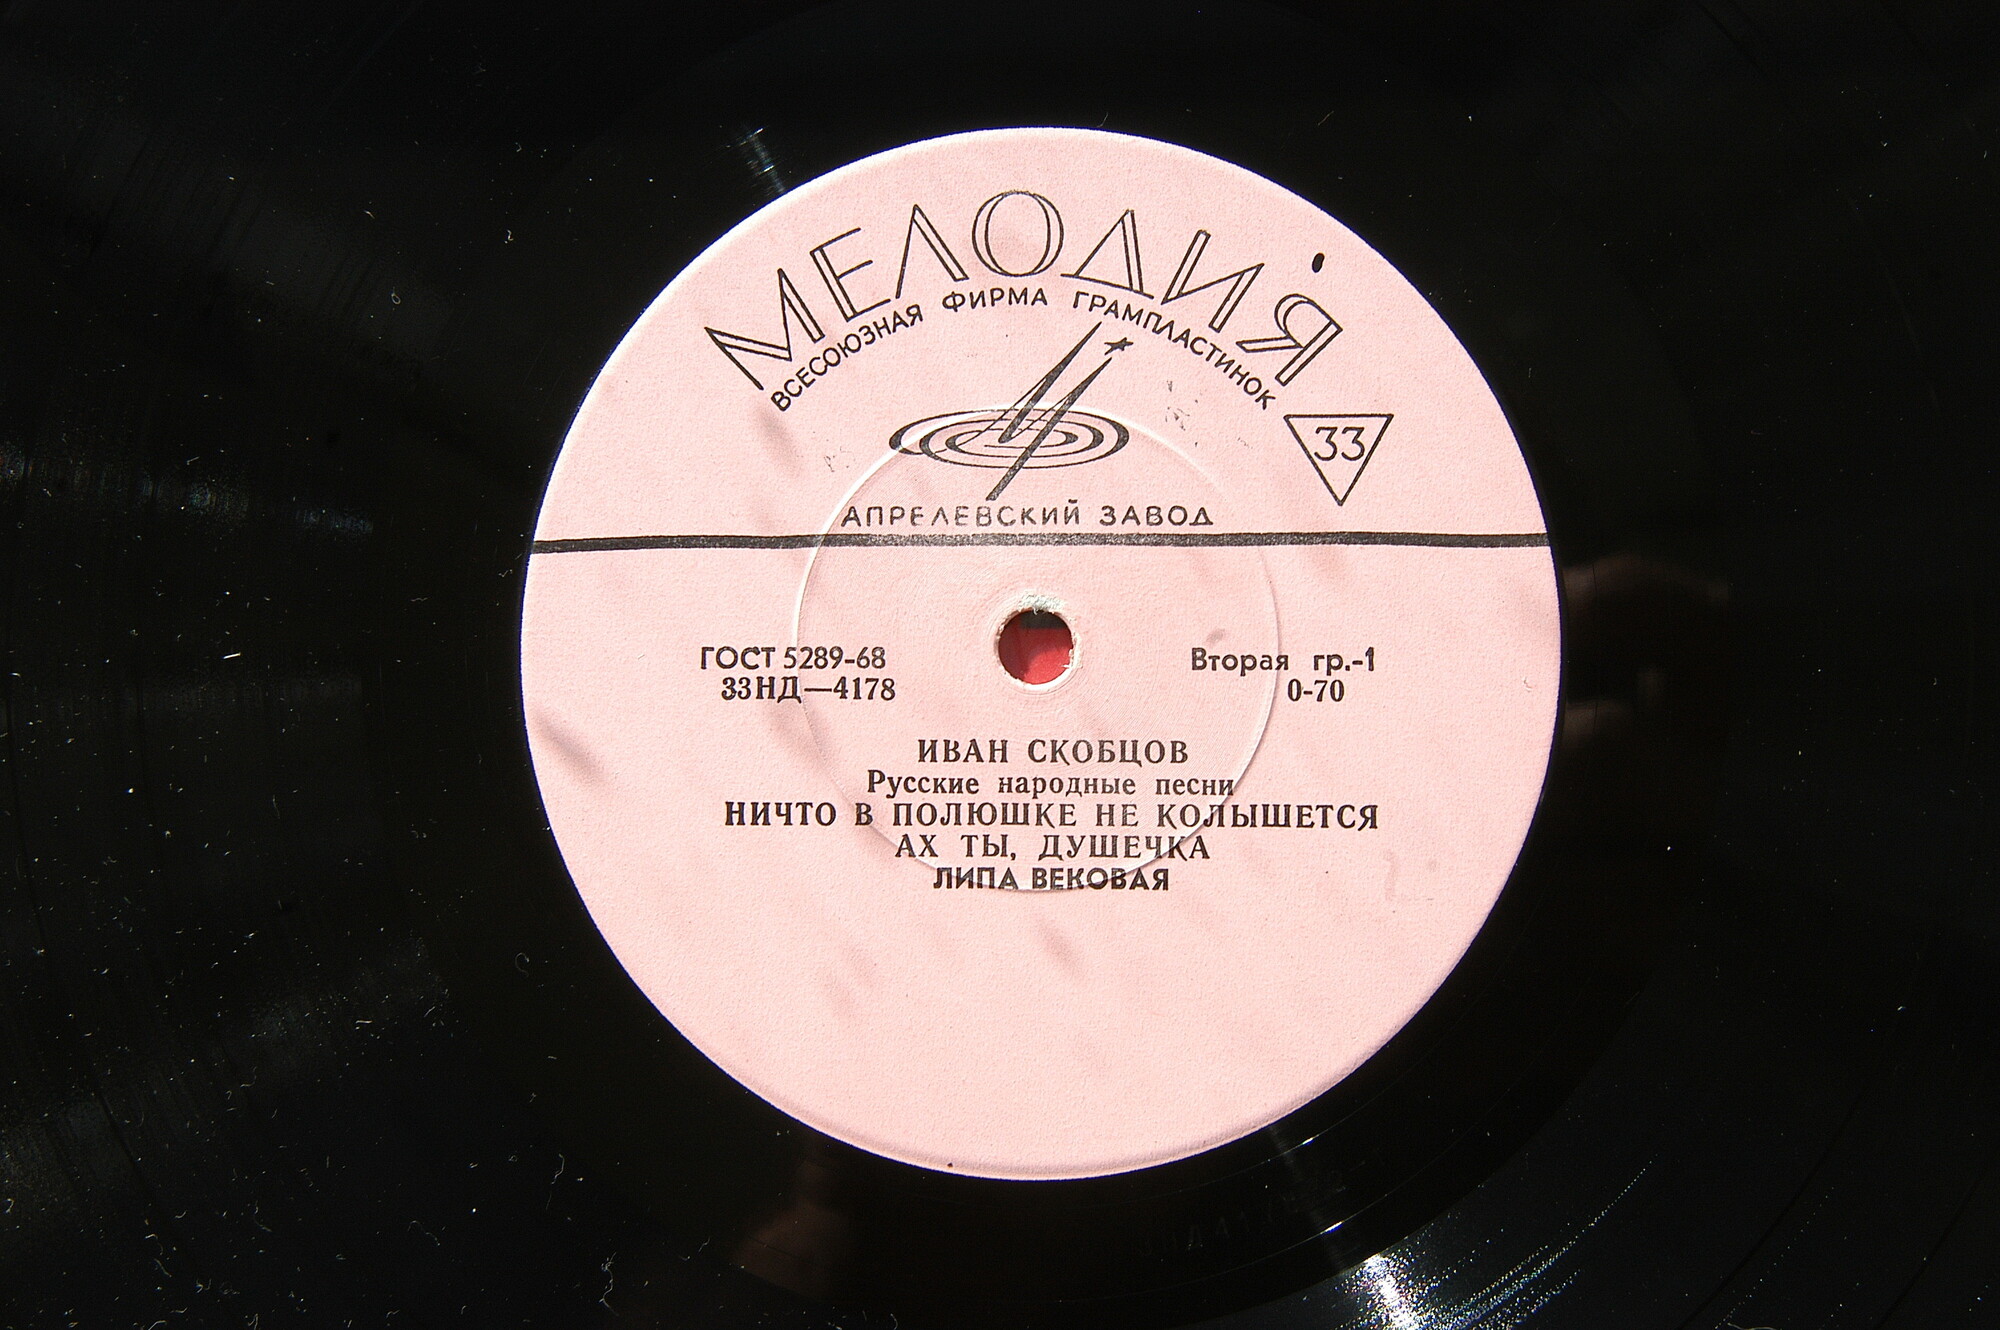 МЕЛОДИЯ
ВСЕСОЮЗНАЯ ФИРМА ГРАМПЛАСТИНОК
33
АПРЕЛЕВСКИЙ ЗАВОД
ГОСТ 5289-68
Вторая гр.-1
33НД—4178
0-70
ИВАН СКОБЦОВ
Русские народные песни
НИЧТО В ПОЛЮШКЕ НЕ КОЛЫШЕТСЯ
АХ ТЫ, ДУШЕЧКА
ЛИПА ВЕКОВАЯ